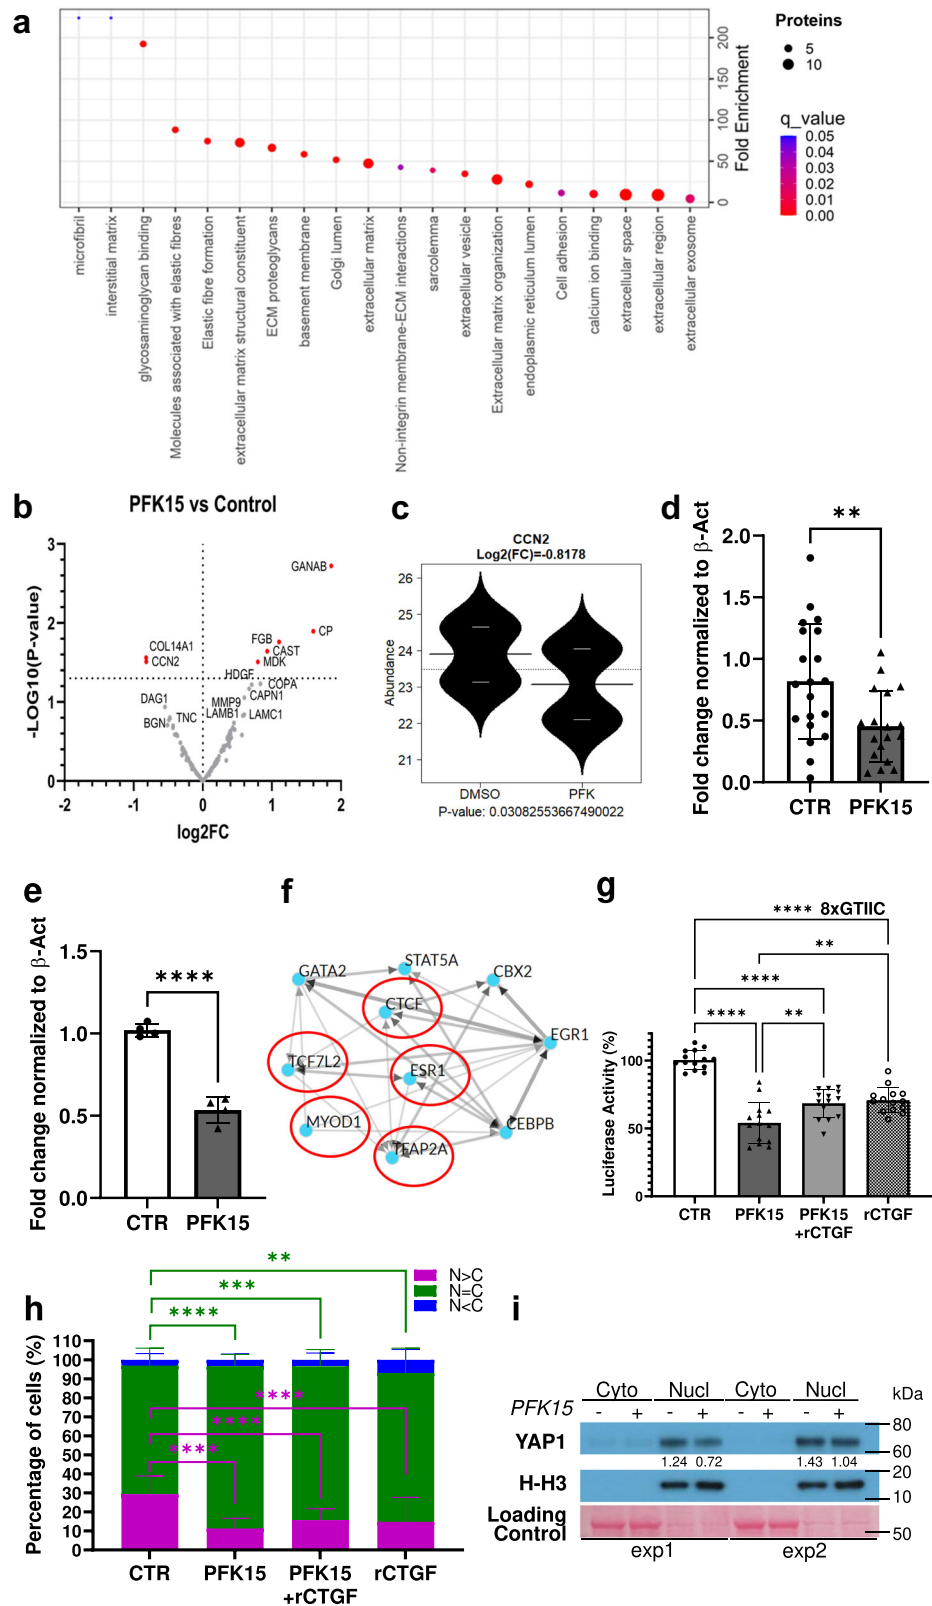 a
Proteins
5
10
q_value
0.05
0.04
0.03
0.02
0.01
0.00
200
150
100
50
0
Fold Enrichment
microfibril
interstitial matrix
glycosaminoglycan binding
Molecules associated with elastic fibres
Elastic fibre formation
extracellular matrix structural constituent
ECM proteoglycans
basement membrane
Golgi lumen
extracellular matrix
Non-integrin membrane-ECM interactions
sarcolemma
extracellular vesicle
Extracellular matrix organization
endoplasmic reticulum lumen
Cell adhesion
calcium ion binding
extracellular space
extracellular region
extracellular exosome
b
PFK15 vs Control
-LOG10(P-value)
3
2
1
0
GANAB
CP
FGB
CAST
MDK
COL14A1
CCN2
HDGF
COPA
CAPN1
DAG1
MMP9
LAMB1
LAMC1
BGN
TNC
-2 -1 0 1 2
log2FC
c
CCN2
Log2(FC)=-0.8178
Abundance
26
25
24
23
22
21
DMSO PFK
P-value: 0.03082553667490022
d
Fold change normalized to β-Act
**
2.0
1.5
1.0
0.5
0.0
CTR PFK15
e
Fold change normalized to β-Act
****
1.5
1.0
0.5
0.0
CTR PFK15
f
GATA2
STAT5A
CBX2
CTCF
EGR1
TCF7L2
ESR1
MYOD1
CEBPB
TFAP2A
g
**** 8xGTIIC
**
****
**** **
Luciferase Activity (%)
100
50
0
CTR PFK15 PFK15 rCTGF
+rCTGF
h
N>C
N=C
N<C
**
***
****
****
****
****
Percentage of cells (%)
110
100
90
80
70
60
50
40
30
20
10
0
CTR PFK15 PFK15 rCTGF
+rCTGF
i
Cyto Nucl Cyto Nucl kDa
PFK15 - + - + - + - +
YAP1
80
60
1.24 0.72 1.43 1.04
H-H3
20
10
Loading
Control
50
exp1 exp2